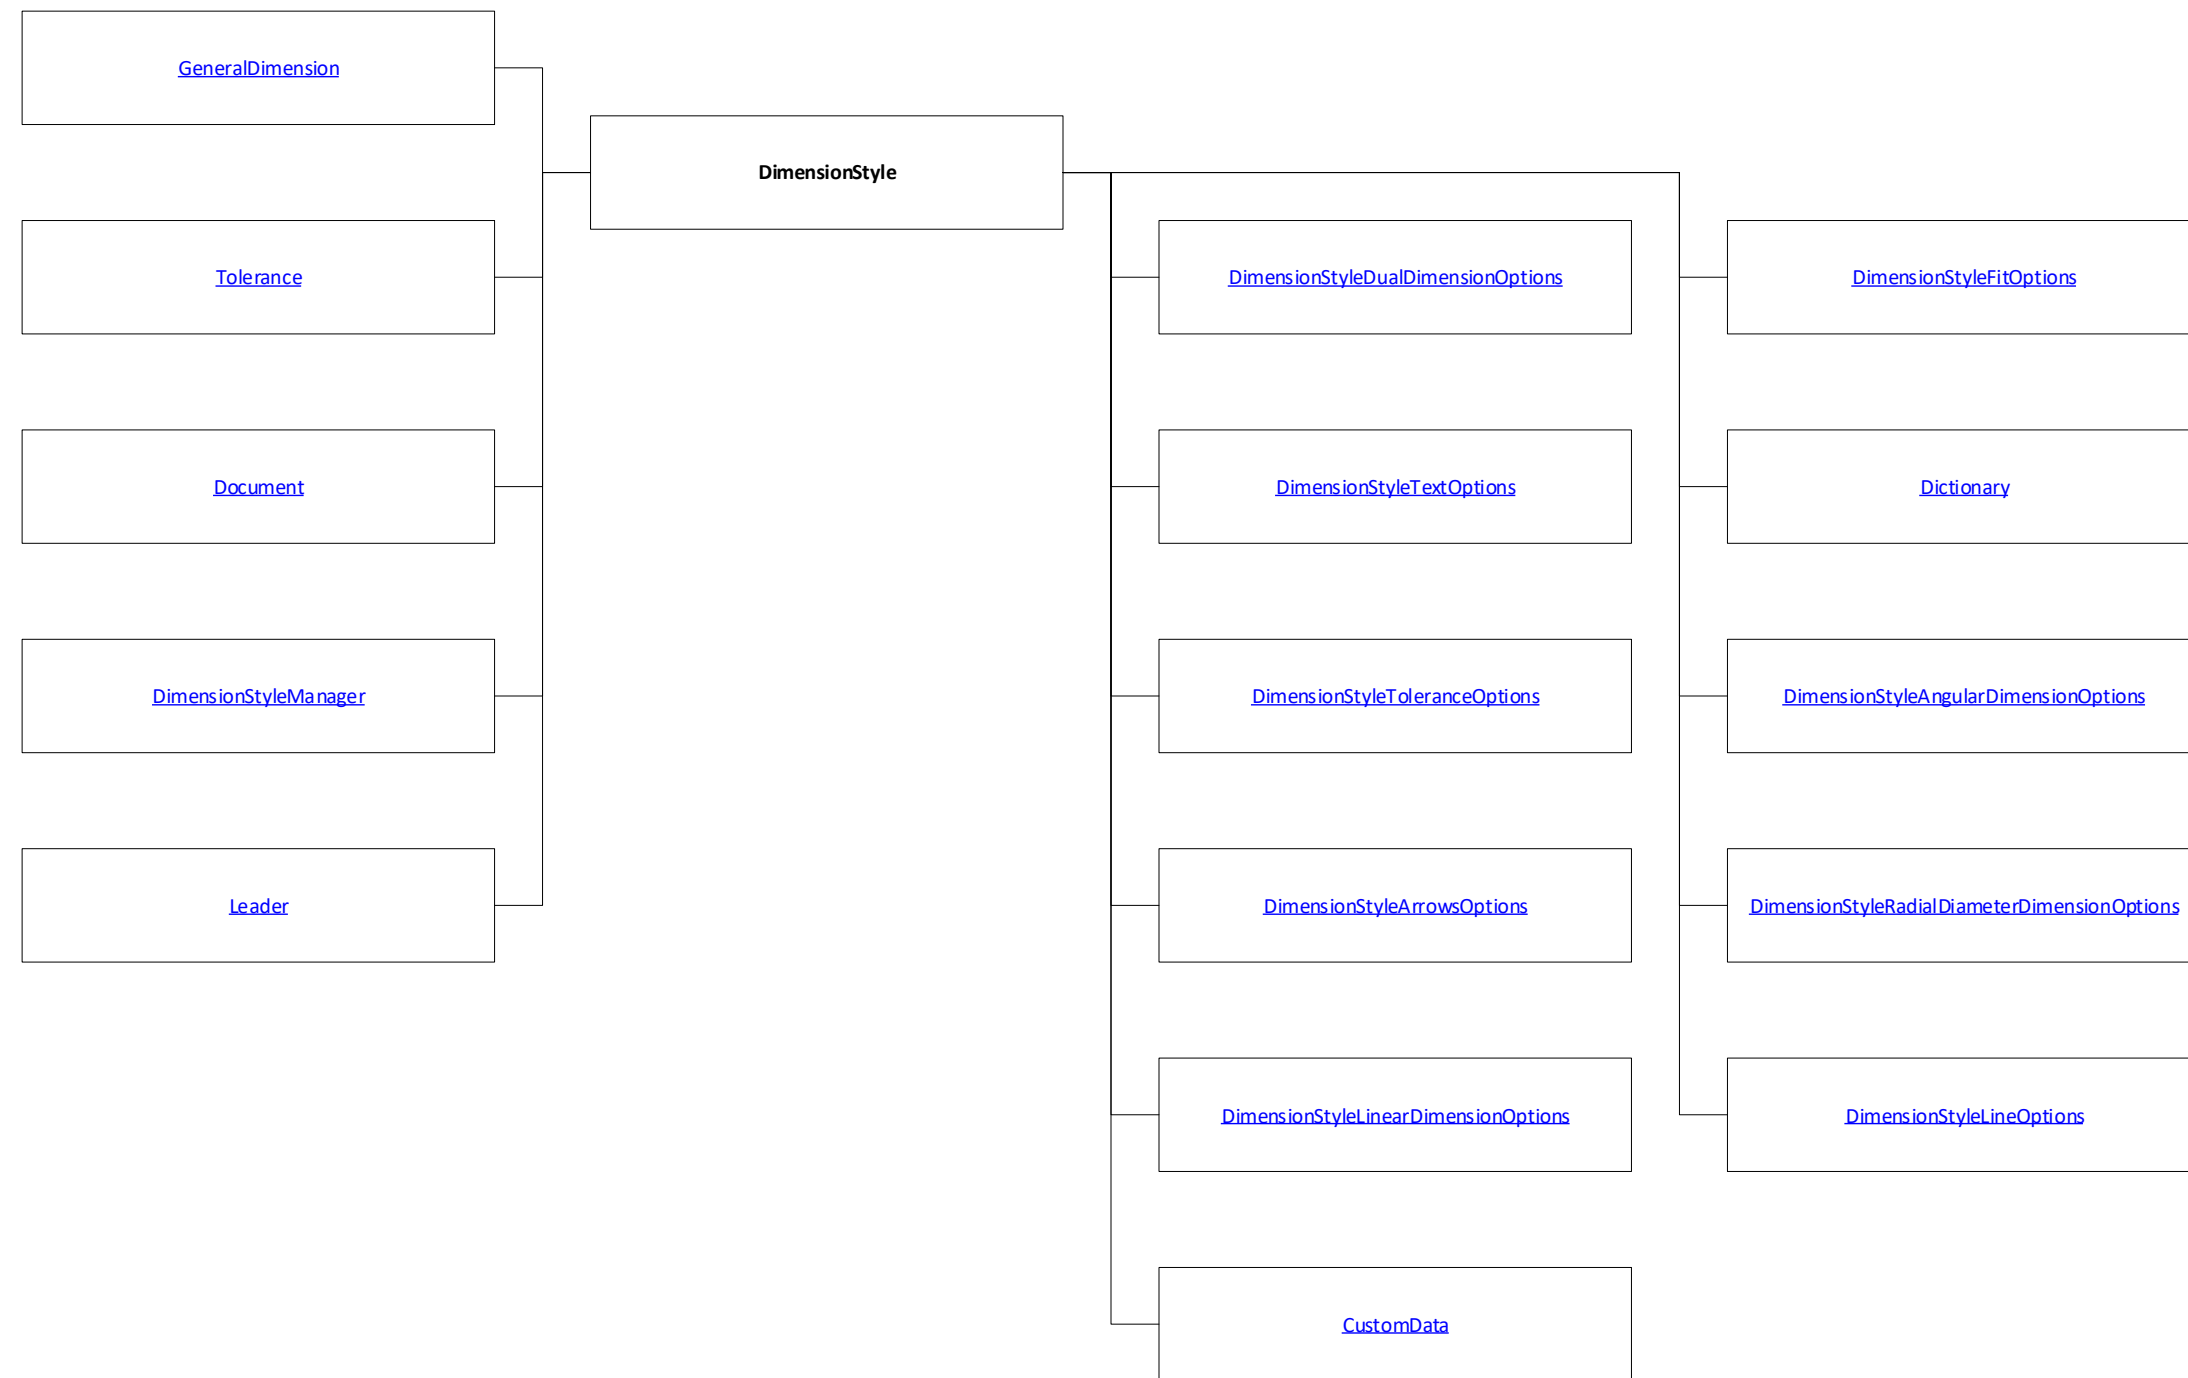 GeneralDimension
DimensionStyle
Tolerance
DimensionStyleDualDimensionOptions
DimensionStyleFitOptions
Document
DimensionStyleTextOptions
Dictionary
DimensionStyleManager
DimensionStyleToleranceOptions
DimensionStyleAngularDimensionOptions
Leader
DimensionStyleArrowsOptions
DimensionStyleRadialDiameterDimensionOptions
DimensionStyleLinearDimensionOptions
DimensionStyleLineOptions
CustomData